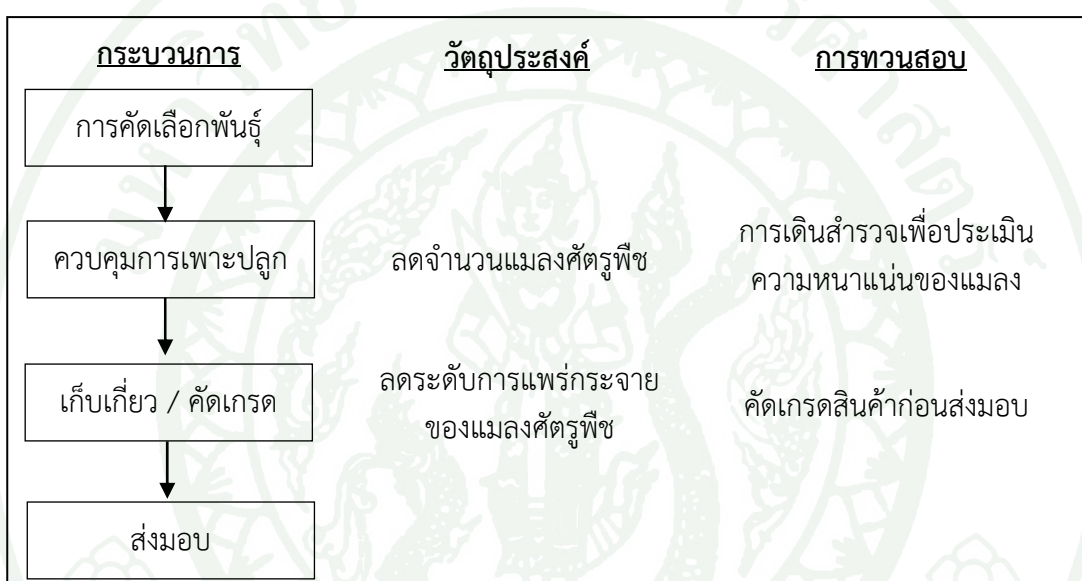 กระบวนการ วัตถุประสงค์ การทวนสอบ
การคัดเลือกพันธุ์
ควบคุมการเพาะปลูก ลดจำนวนแมลงศัตรูพืช การเดินสำรวจเพื่อประเมิน
ความหนาแน่นของแมลง
เก็บเกี่ยว / คัดเกรด ลดระดับการแพร่กระจาย
ของแมลงศัตรูพืช คัดเกรดสินค้าก่อนส่งมอบ
ส่งมอบ